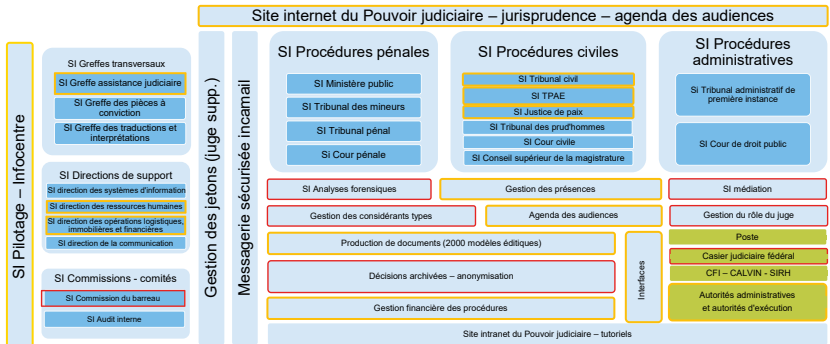 Site internet du Pouvoir judiciaire – jurisprudence – agenda des audiences
SI Pilotage – Infocentre
SI Greffes transversaux
SI Greffe assistance judiciaire
SI Greffe des pièces à
conviction
SI Greffe des traductions et
interprétations
SI Directions de support
SI direction des systèmes d'information
SI direction des ressources humaines
SI direction des opérations logistiques,
immobilières et financières
SI direction de la communication
SI Commissions - comités
SI Commission du barreau
SI Audit interne
Gestion des jetons (juge supp.)
Messagerie sécurisée incamail
SI Procédures pénales
SI Ministère public
SI Tribunal des mineurs
SI Tribunal pénal
Si Cour pénale
SI Procédures civiles
SI Tribunal civil
SI TPAE
SI Justice de paix
SI Tribunal des prud'hommes
SI Cour civile
SI Conseil supérieur de la magistrature
SI Procédures
administratives
Si Tribunal administratif de
première instance
SI Cour de droit public
SI Analyses forensiques
Gestion des présences
SI médiation
Gestion des considérants types
Agenda des audiences
Gestion du rôle du juge
Production de documents (2000 modèles éditiques)
Décisions archivées – anonymisation
Gestion financière des procédures
Interfaces
Poste
Casier judiciaire fédéral
CFI – CALVIN - SIRH
Autorités administratives
et autorités d'exécution
Site intranet du Pouvoir judiciaire – tutoriels